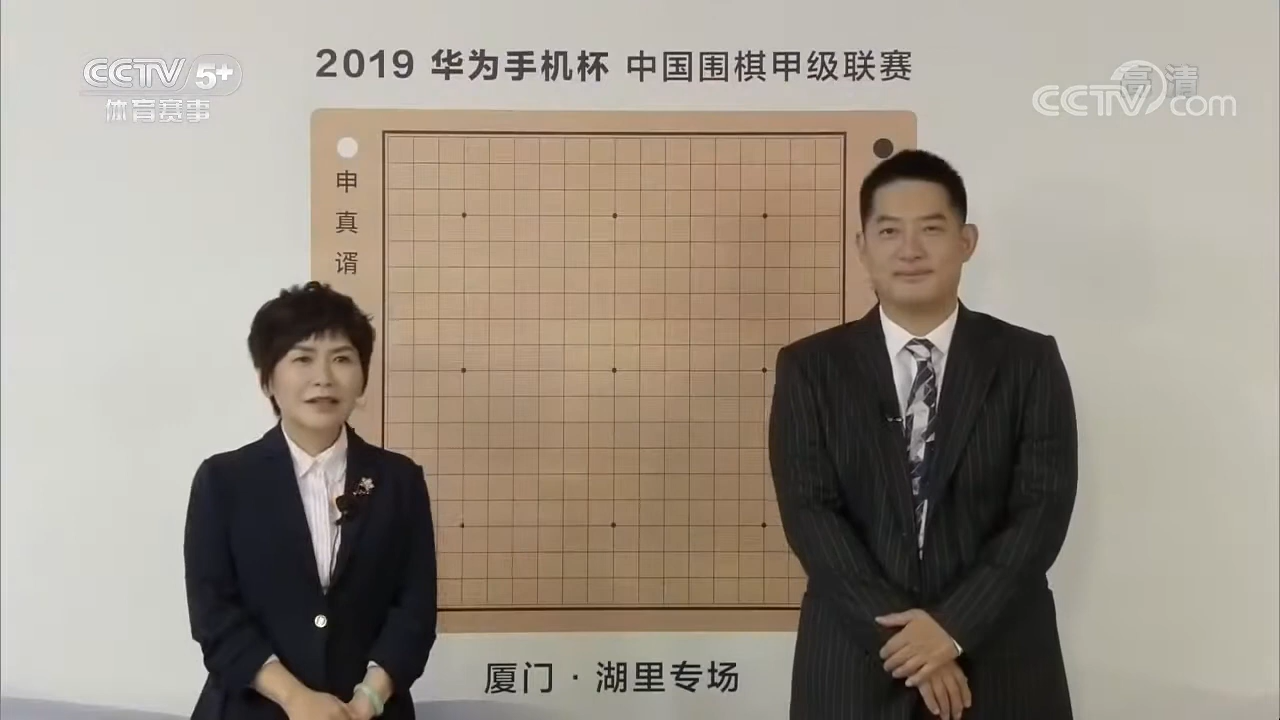 2019 华为手机杯 中国围棋甲级联赛
CCTV 5+
体育赛事
高清
CCTV.com
申
真
谞
厦门·湖里专场